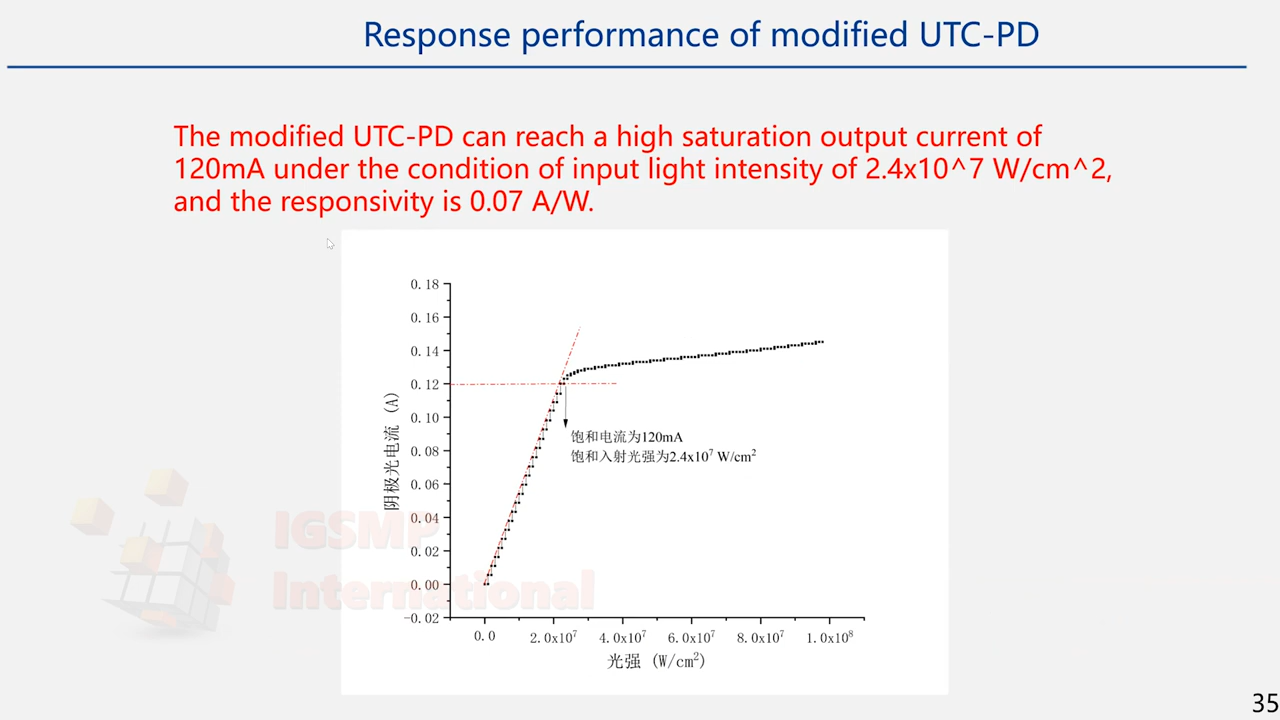 Response performance of modified UTC-PD
The modified UTC-PD can reach a high saturation output current of
120mA under the condition of input light intensity of 2.4x10^7 W/cm^2,
and the responsivity is 0.07 A/W.
0.18
0.16
0.14
0.12
0.10
0.08
0.06
0.04
0.02
0.00
-0.02
阴极光电流 (A)
饱和电流为120mA
饱和入射光强为2.4x10⁷ W/cm²
0.0 2.0x10⁷ 4.0x10⁷ 6.0x10⁷ 8.0x10⁷ 1.0x10⁸
光强 (W/cm²)
IGSMP
International
35